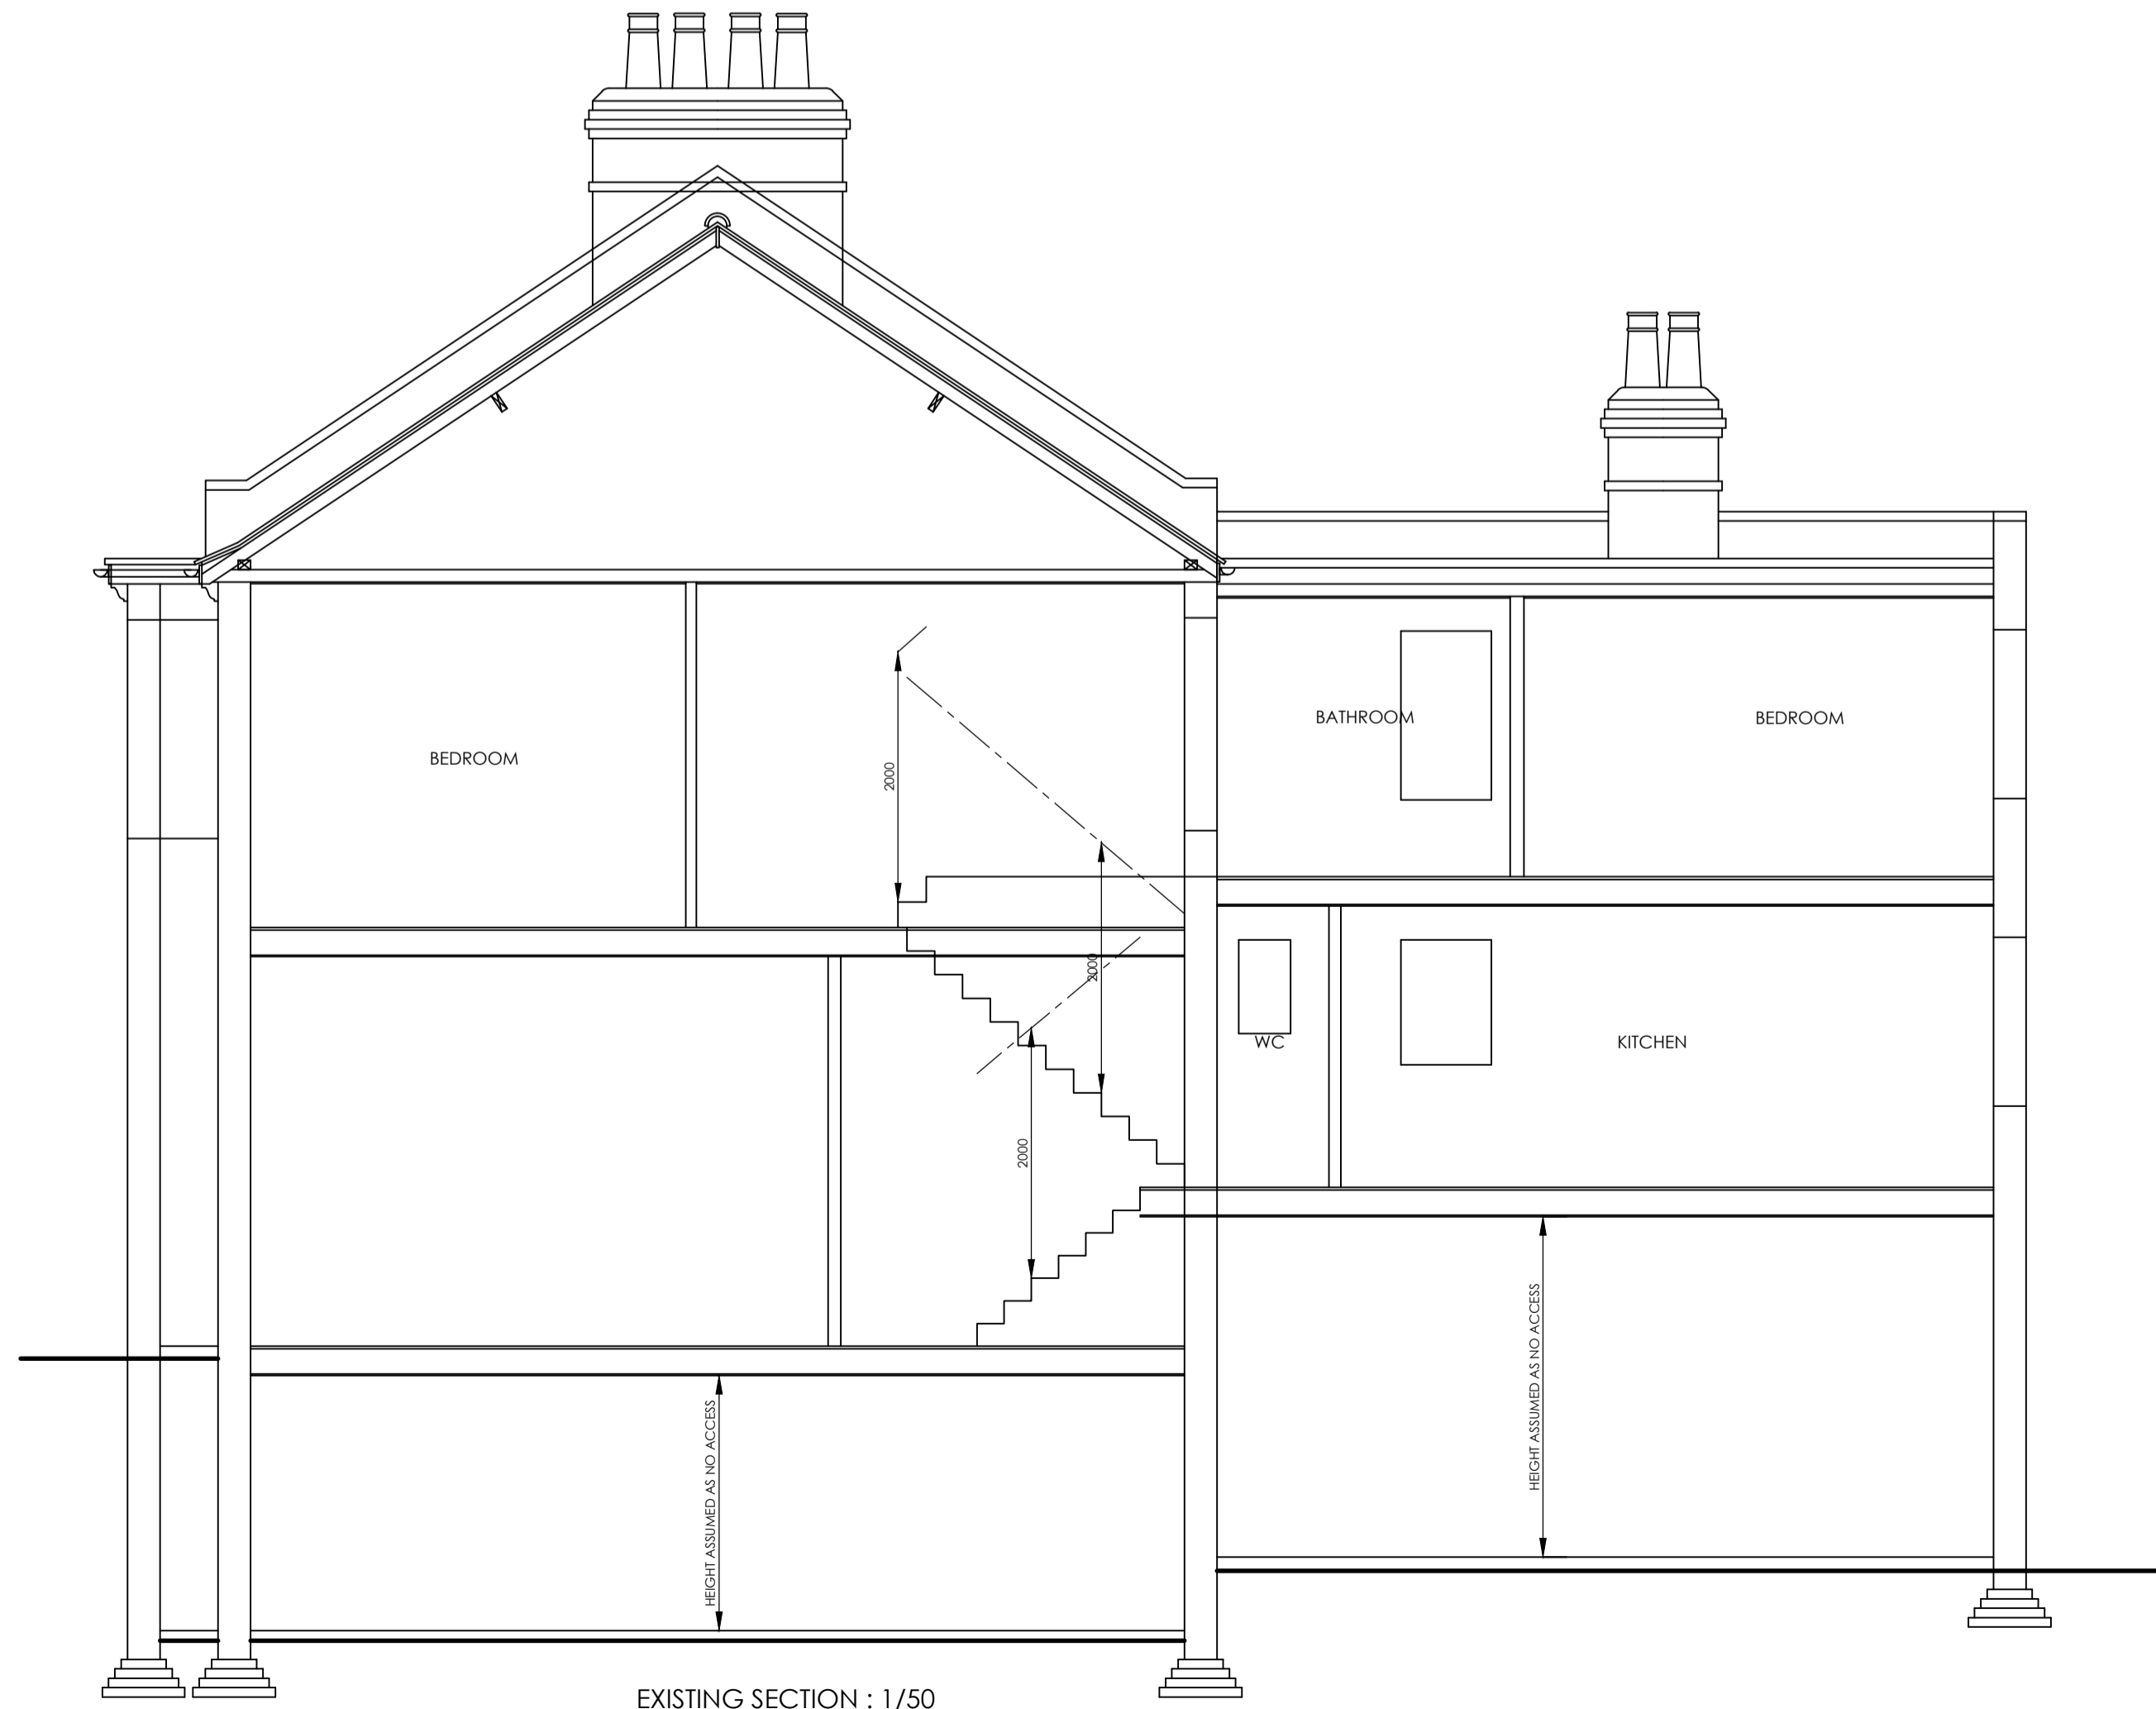 BATHROOM
BEDROOM
BEDROOM
2000
2000
WC
KITCHEN
2000
HEIGHT ASSUMED AS NO ACCESS
HEIGHT ASSUMED AS NO ACCESS
EXISTING SECTION : 1/50